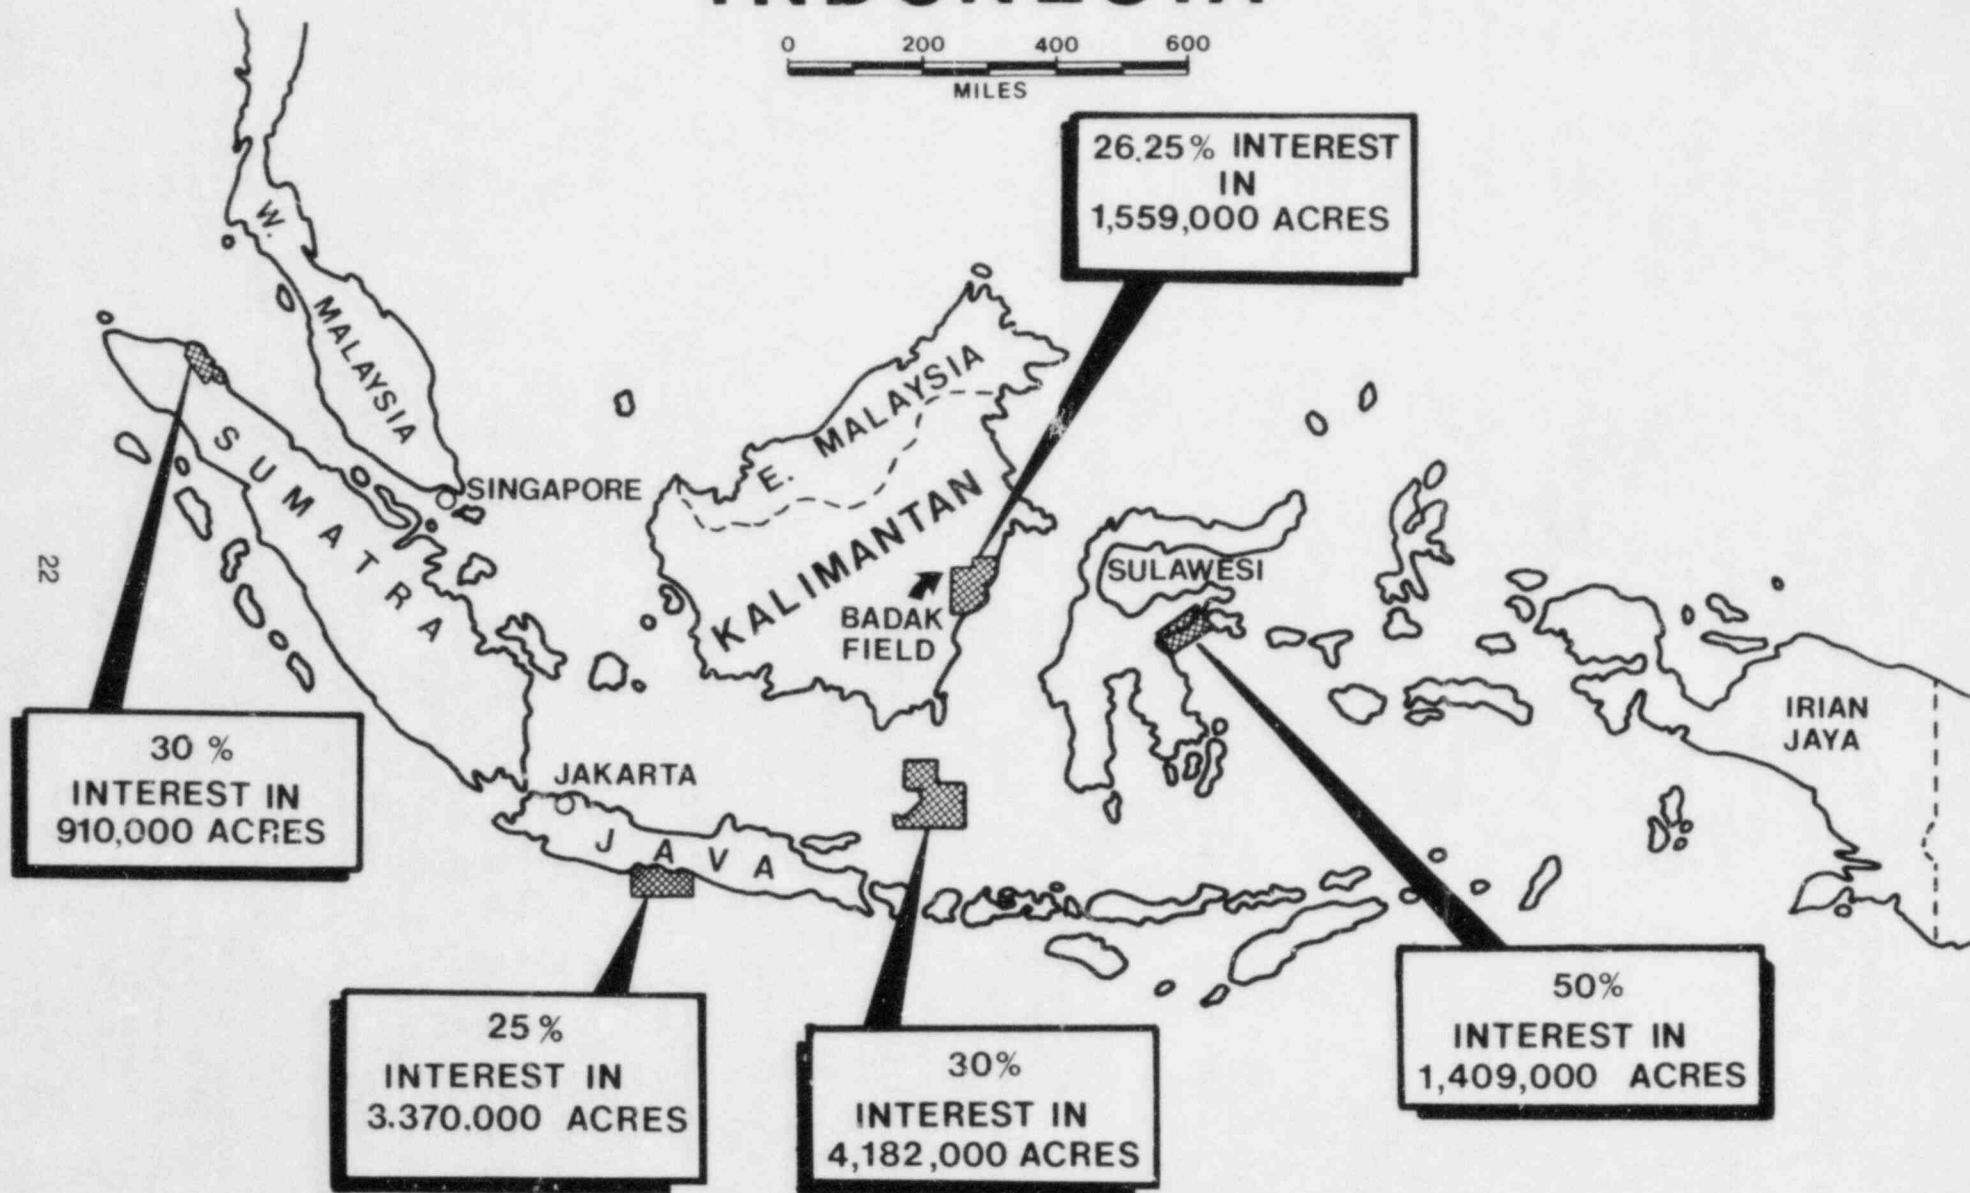 INDONESIA
0 200 400 600
MILES
26.25% INTEREST
IN
1,559,000 ACRES
W.
MALAYSIA
E. MALAYSIA
SUMATRA
SINGAPORE
KALIMANTAN
SULAWESI
BADAK
FIELD
22
IRIAN
JAYA
30 %
INTEREST IN
910,000 ACRES
JAKARTA
JAVA
25%
INTEREST IN
3.370.000 ACRES
30%
INTEREST IN
4,182,000 ACRES
50%
INTEREST IN
1,409,000 ACRES